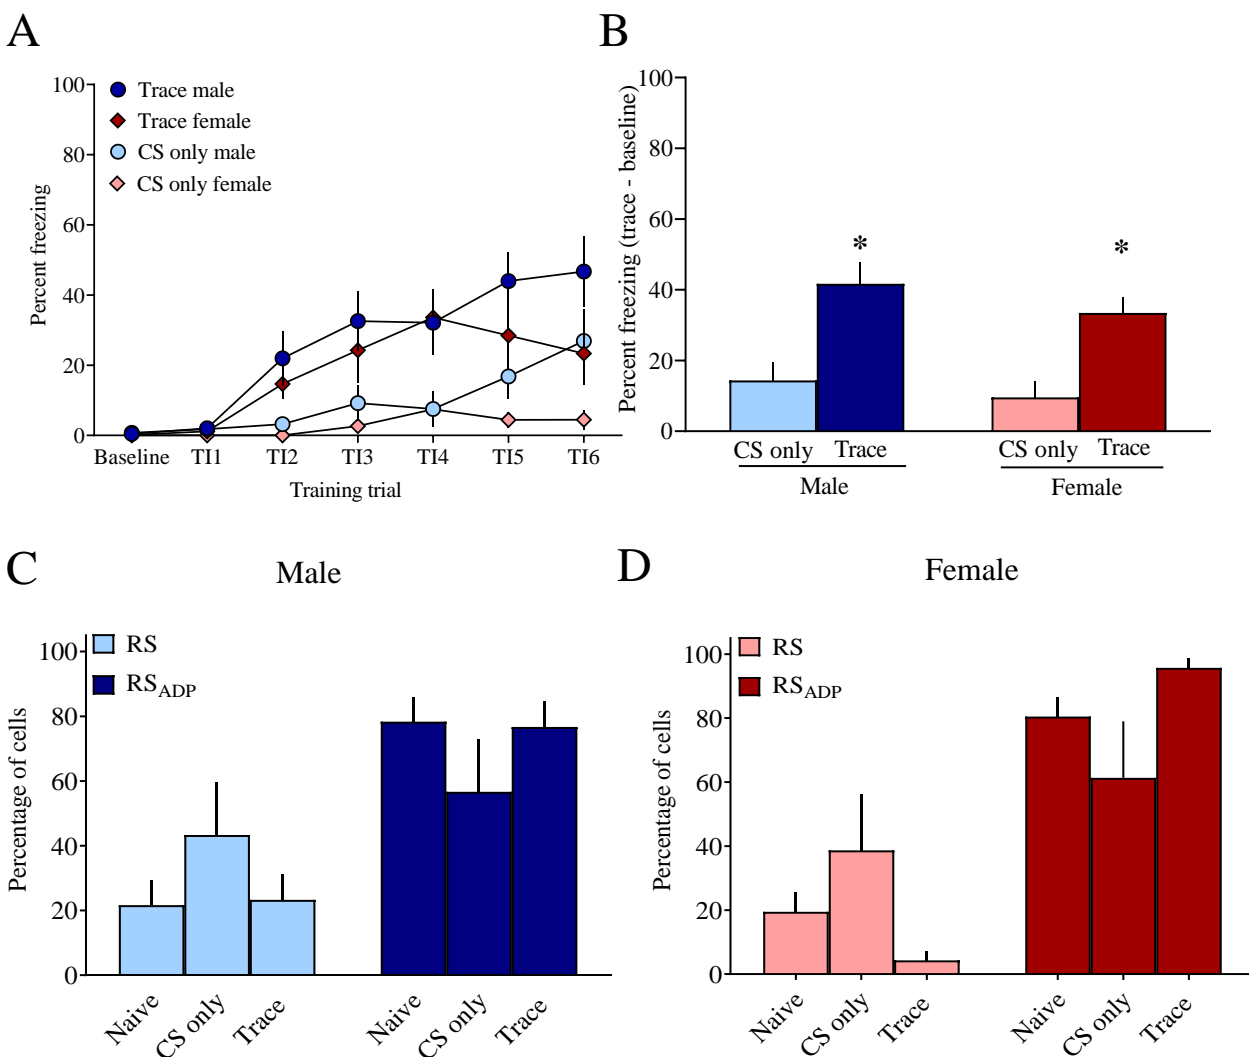 A
Percent freezing
100
80
60
40
20
0
Trace male
Trace female
CS only male
CS only female
Baseline TI1 TI2 TI3 TI4 TI5 TI6
Training trial
B
Percent freezing (trace - baseline)
100
80
60
40
20
0
*
*
CS only Trace CS only Trace
Male Female
C
Male
Percentage of cells
100
80
60
40
20
0
RS
RSADP
Naive CS only Trace Naive CS only Trace
D
Female
Percentage of cells
100
80
60
40
20
0
RS
RSADP
Naive CS only Trace Naive CS only Trace